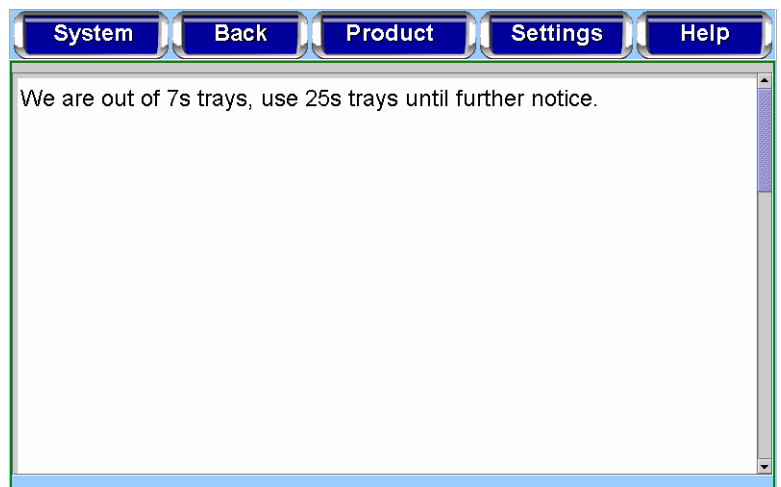 System Back Product Settings Help
We are out of 7s trays, use 25s trays until further notice.